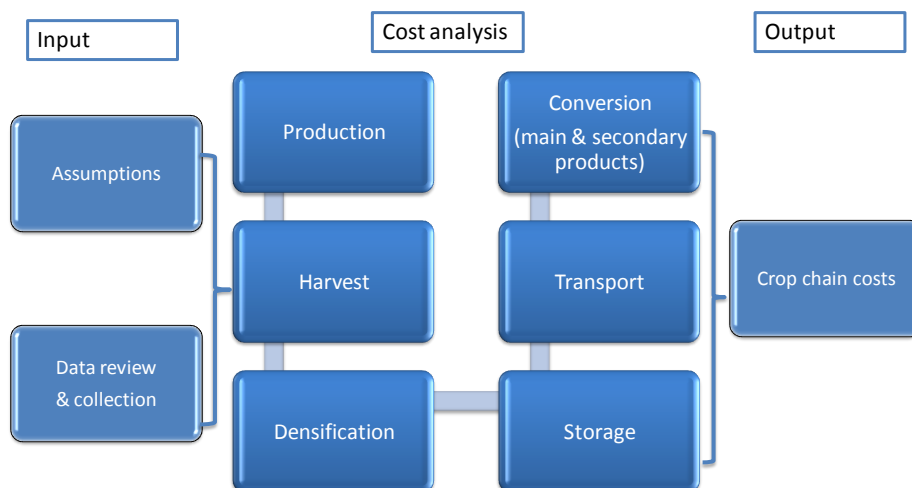 Input
Cost analysis
Output
Production
Conversion
(main & secondary
products)
Assumptions
Harvest
Transport
Crop chain costs
Data review
& collection
Densification
Storage